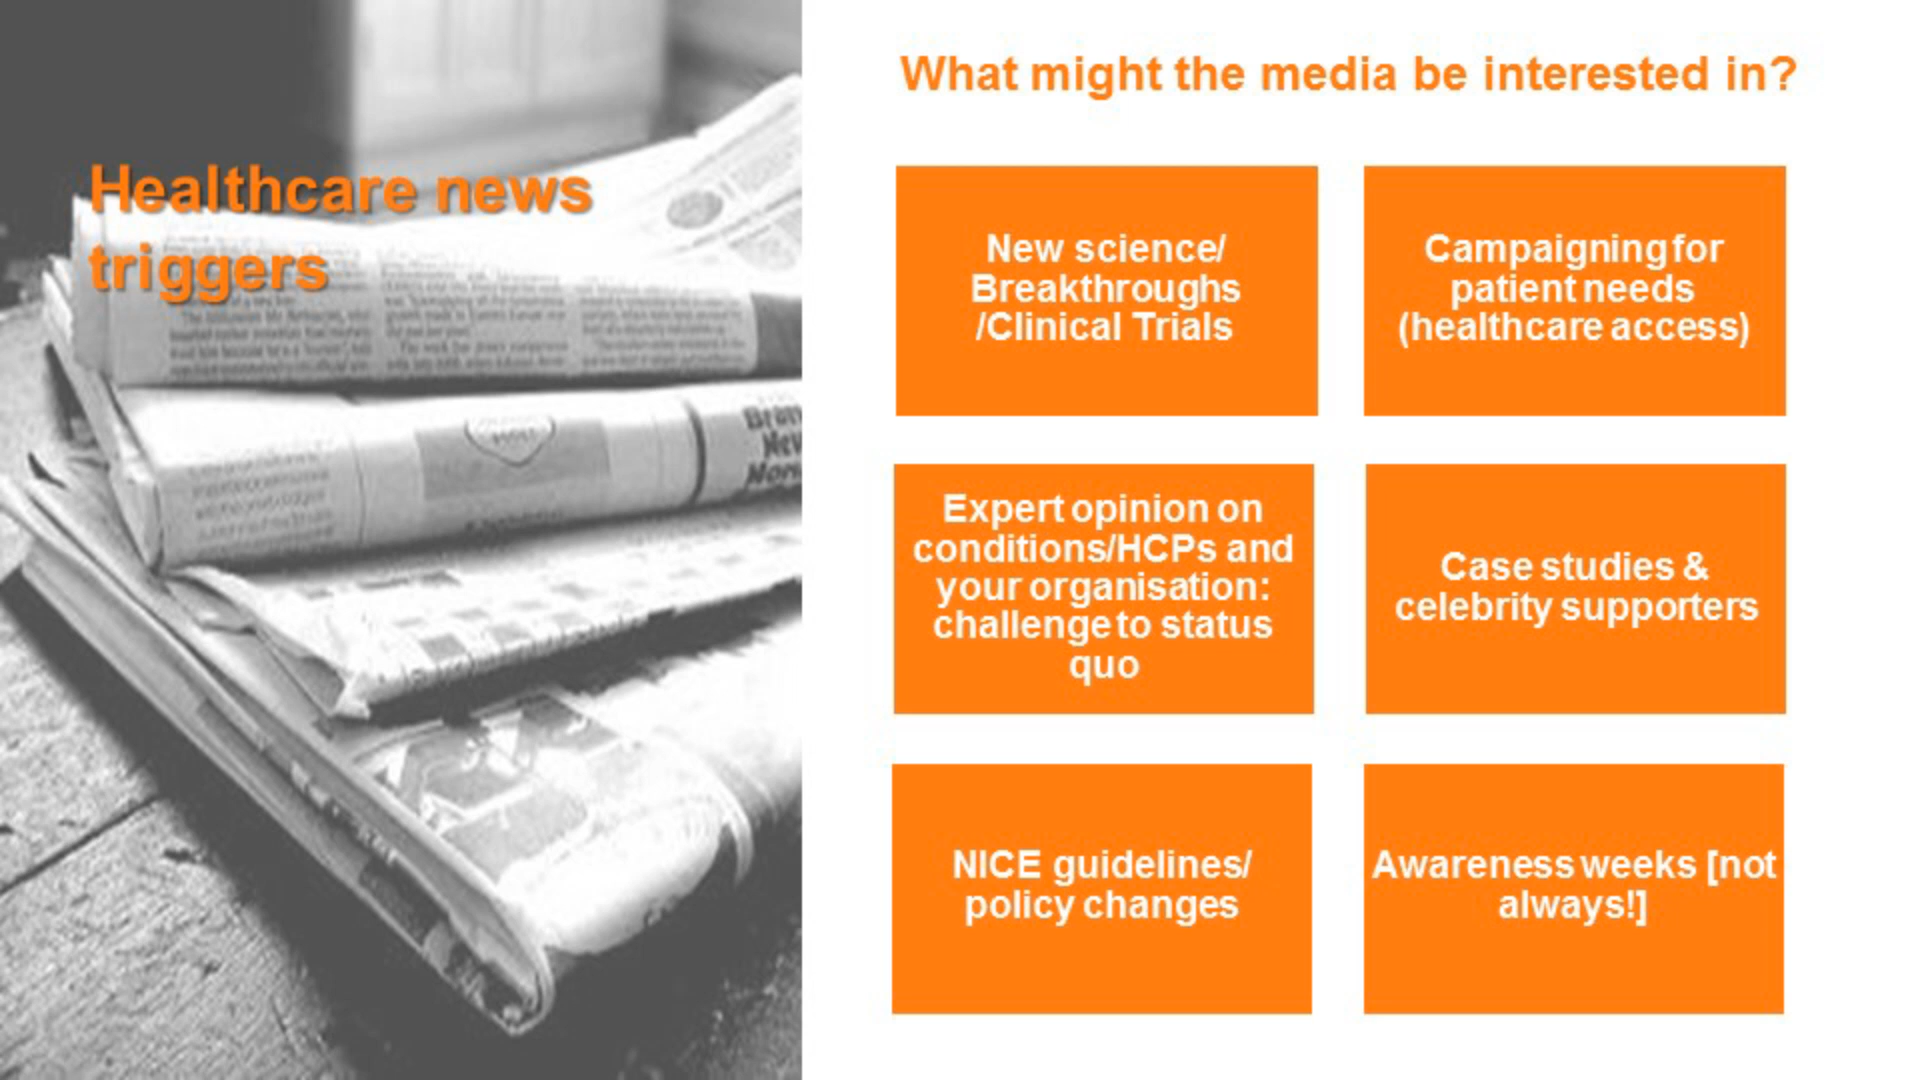 Healthcare news
triggers
What might the media be interested in?
New science/
Breakthroughs
/Clinical Trials
Campaigning for
patient needs
(healthcare access)
Expert opinion on
conditions/HCPs and
your organisation:
challenge to status
quo
Case studies &
celebrity supporters
NICE guidelines/
policy changes
Awareness weeks [not
always!]